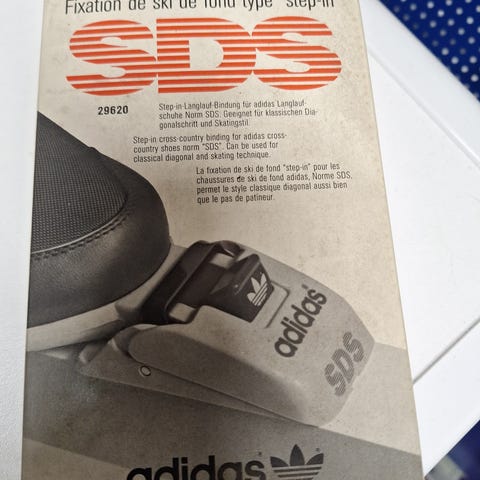 Fixation de ski de fond type "step-in"
SDS
29620
Step-in-Langlauf-Bindung für adidas Langlauf-
schuhe Norm SDS. Geeignet für klassischen Dia-
gonalschritt und Skatingstil.
Step-in cross-country binding for adidas cross-
country shoes norm "SDS". Can be used for
classical diagonal and skating technique.
La fixation de ski de fond "step-in" pour les
chaussures de ski de fond adidas, Norme SDS,
permet le style classique diagonal aussi bien
que le pas de patineur.
adidas
SDS
adidas